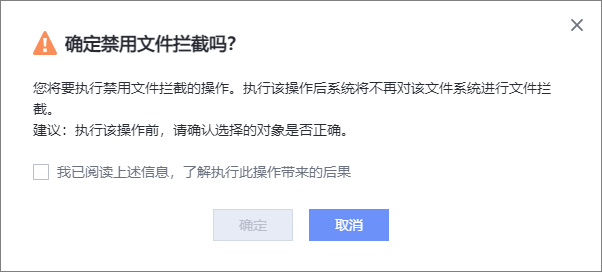 确定禁用文件拦截吗？
您将要执行禁用文件拦截的操作。执行该操作后系统将不再对该文件系统进行文件拦
截。
建议：执行该操作前，请确认选择的对象是否正确。
我已阅读上述信息，了解执行此操作带来的后果
确定
取消